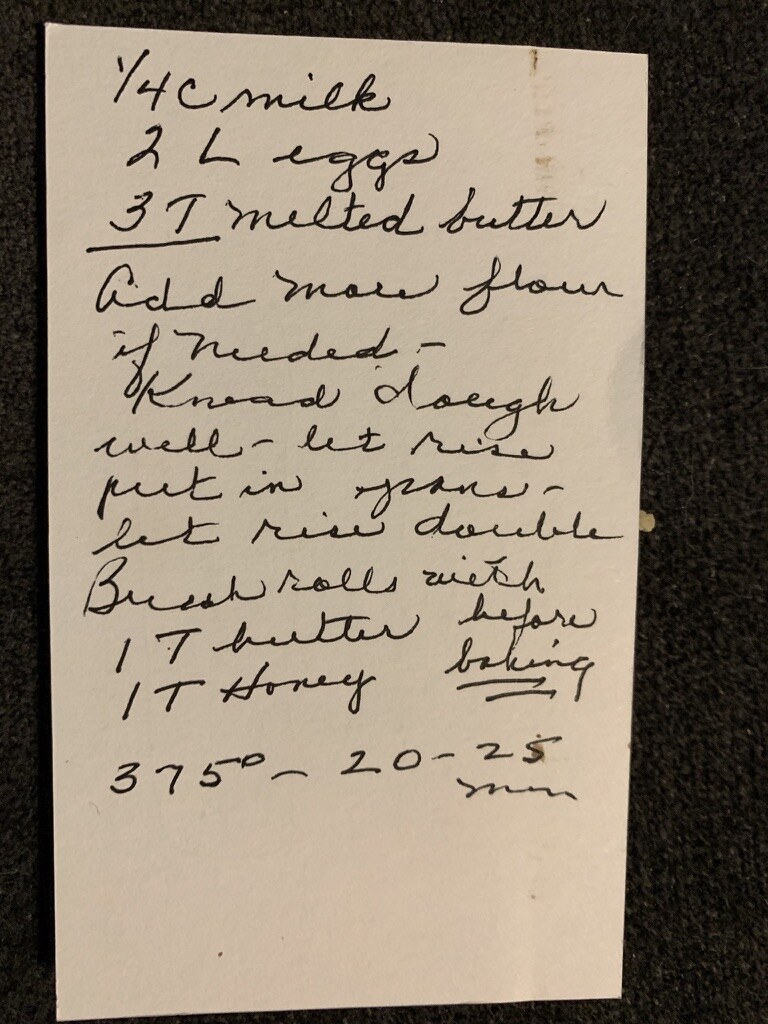 1/4 C milk
2 L eggs
3 T melted butter
Add more flour
if needed -
Knead dough
well - let rise
put in pans -
let rise double
Brush rolls with
1 T butter before
1 T Honey baking
375° - 20-25
min